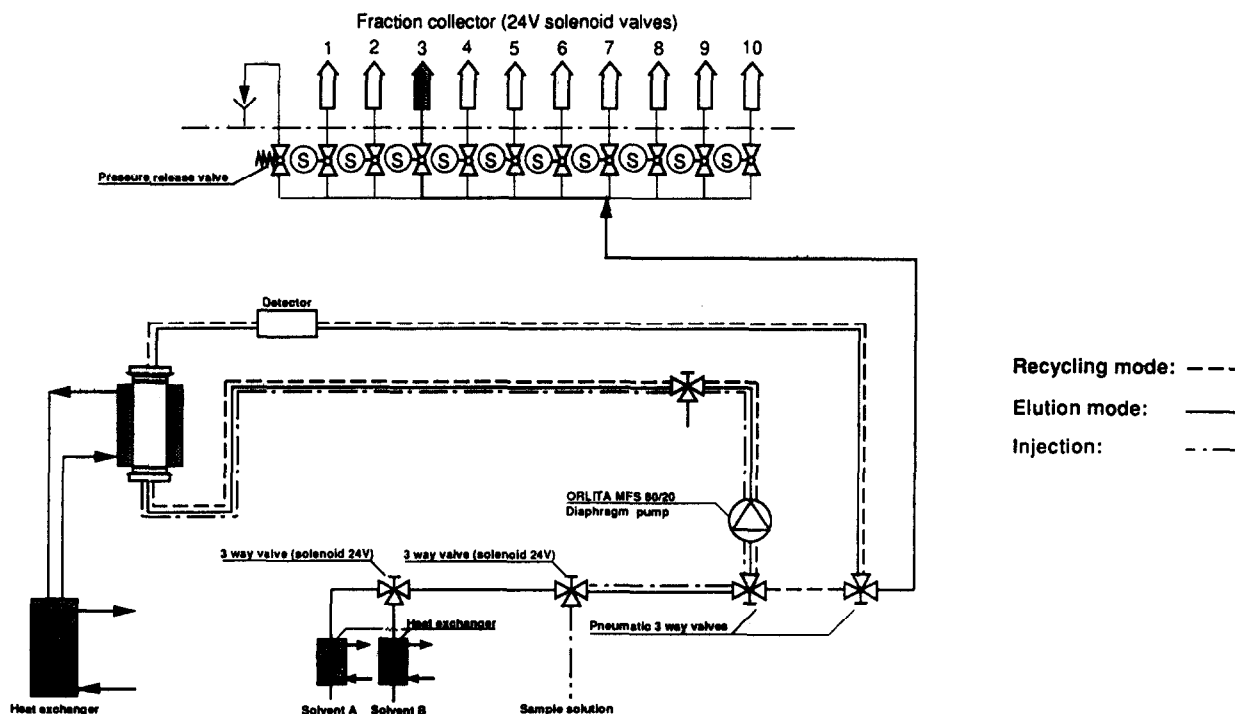 Fraction collector (24V solenoid valves)
1 2 3 4 5 6 7 8 9 10
S S S S S S S S S S
Pressure release valve
Detector
Recycling mode:
Elution mode:
Injection:
ORLITA MFS 80/20
Diaphragm pump
3 way valve (solenoid 24V) 3 way valve (solenoid 24V)
Heat exchanger
Pneumatic 3 way valves
Heat exchanger
Solvent A Solvent B Sample solution